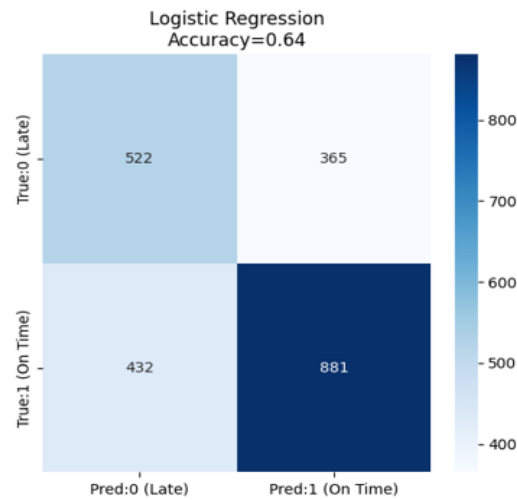 Logistic Regression
Accuracy=0.64
True:0 (Late)
522
365
True:1 (On Time)
432
881
Pred:0 (Late)
Pred:1 (On Time)
800
700
600
500
400